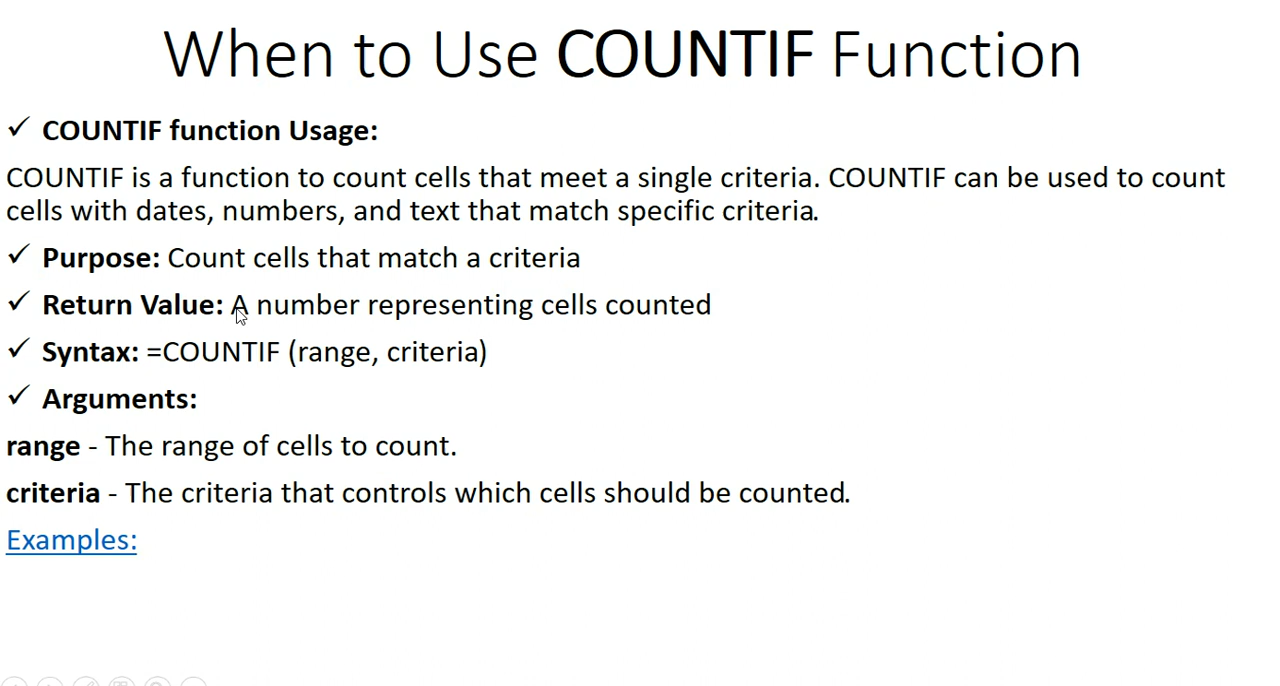 When to Use COUNTIF Function
✓ COUNTIF function Usage:
COUNTIF is a function to count cells that meet a single criteria. COUNTIF can be used to count
cells with dates, numbers, and text that match specific criteria.
✓ Purpose: Count cells that match a criteria
✓ Return Value: A number representing cells counted
✓ Syntax: =COUNTIF (range, criteria)
✓ Arguments:
range - The range of cells to count.
criteria - The criteria that controls which cells should be counted.
Examples: